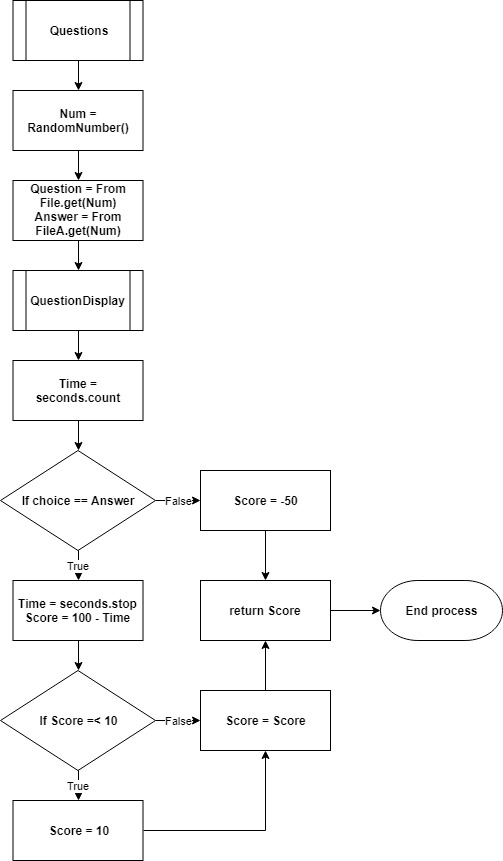 Questions
Num =
RandomNumber()
Question = From
File.get(Num)
Answer = From
FileA.get(Num)
QuestionDisplay
Time =
seconds.count
If choice == Answer
False
Score = -50
True
Time = seconds.stop
Score = 100 - Time
return Score
End process
If Score =< 10
False
Score = Score
True
Score = 10